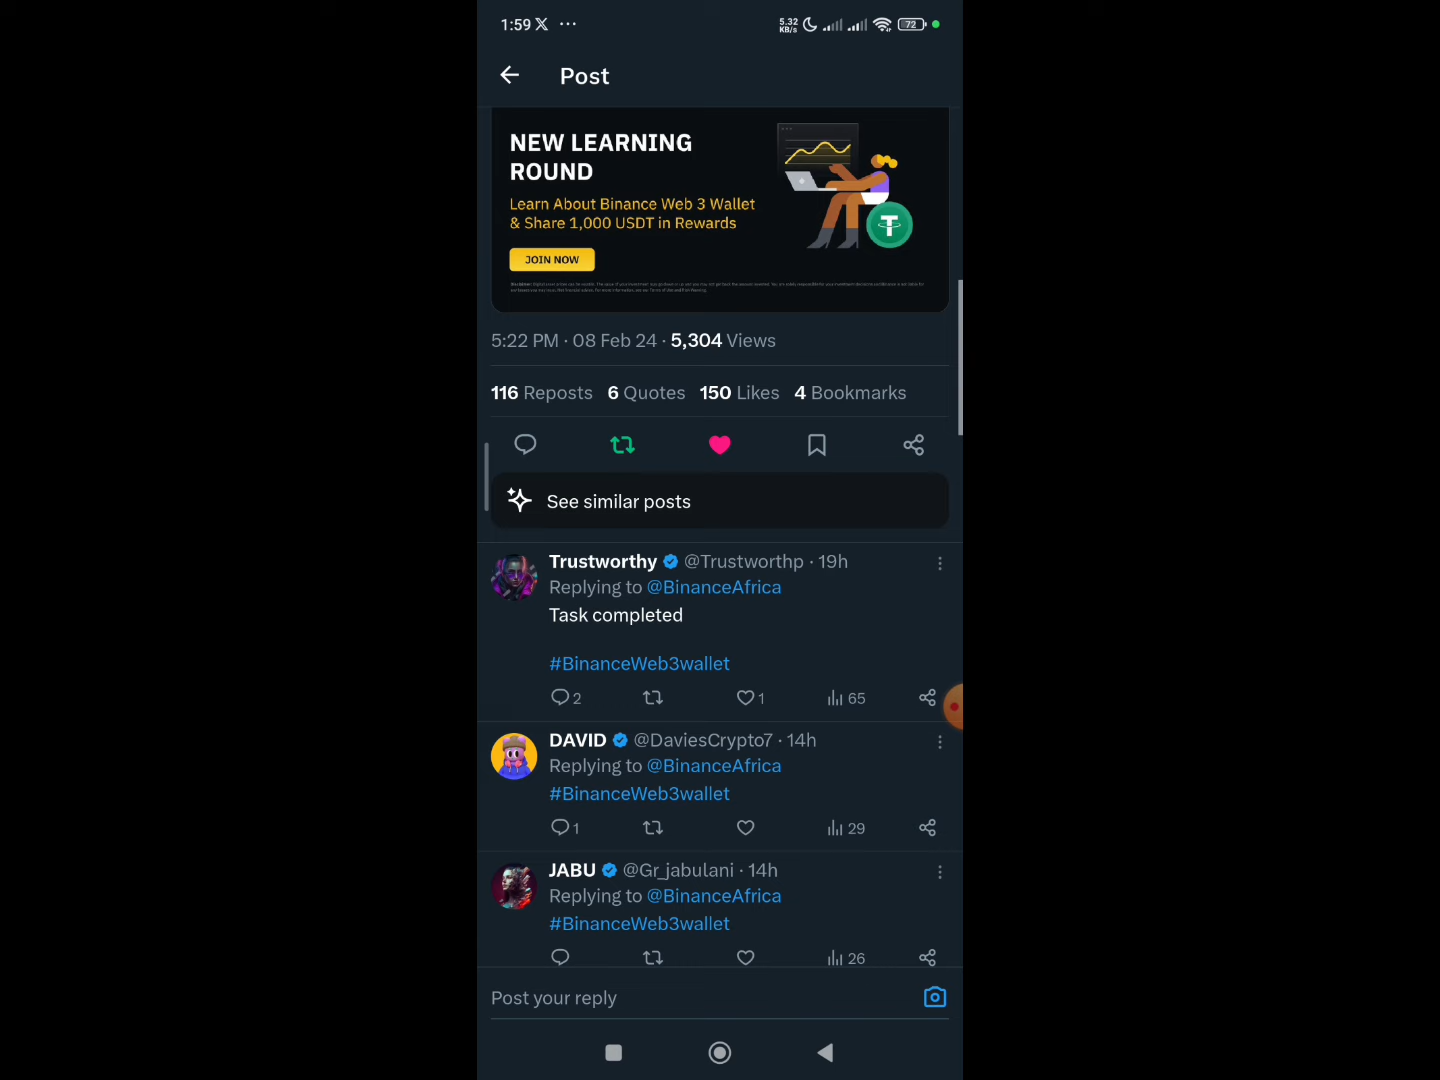 1:59 X ...
5.32
KB/s
72
Post
NEW LEARNING
ROUND
Learn About Binance Web 3 Wallet
& Share 1,000 USDT in Rewards
JOIN NOW
5:22 PM · 08 Feb 24 · 5,304 Views
116 Reposts 6 Quotes 150 Likes 4 Bookmarks
See similar posts
Trustworthy @Trustworthp · 19h
Replying to @BinanceAfrica
Task completed
#BinanceWeb3wallet
2 1 65
DAVID @DaviesCrypto7 · 14h
Replying to @BinanceAfrica
#BinanceWeb3wallet
1 29
JABU @Gr_jabulani · 14h
Replying to @BinanceAfrica
#BinanceWeb3wallet
26
Post your reply